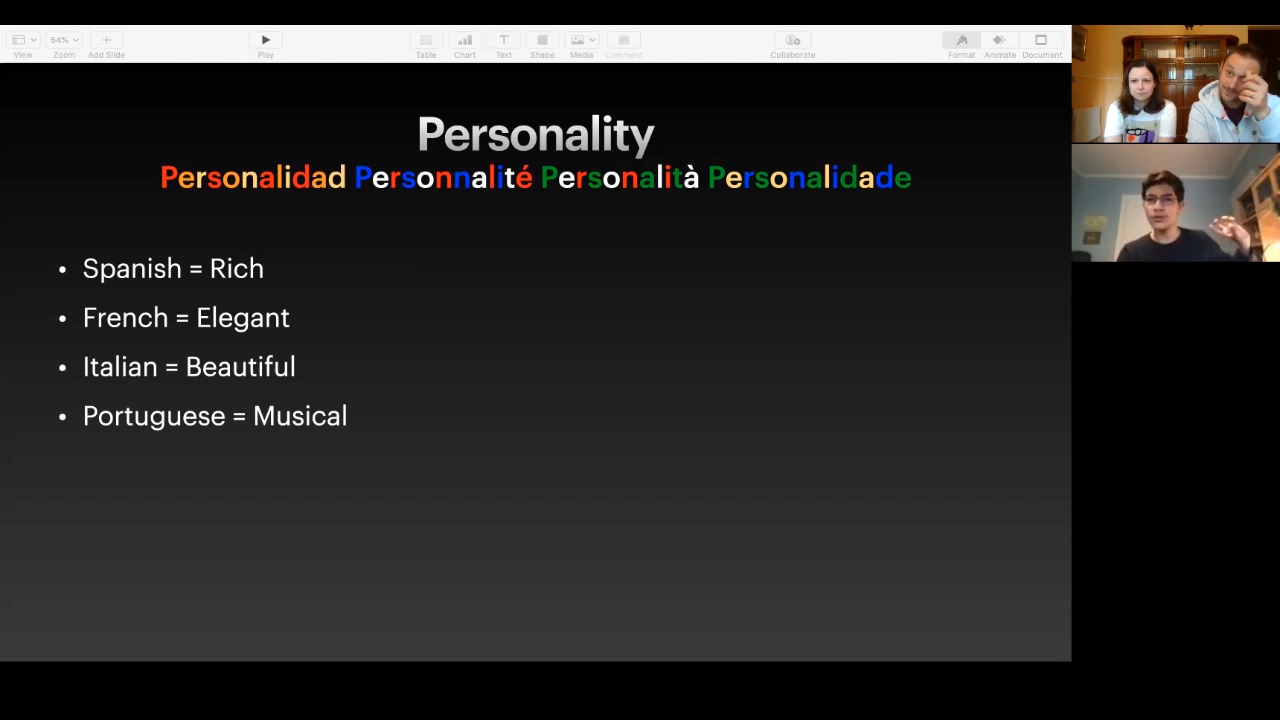 54%
View Zoom Add Slide Play Table Chart Text Shape Media Comment Collaborate Format Animate Document
Personality
Personalidad Personnalité Personalità Personalidade
• Spanish = Rich
• French = Elegant
• Italian = Beautiful
• Portuguese = Musical